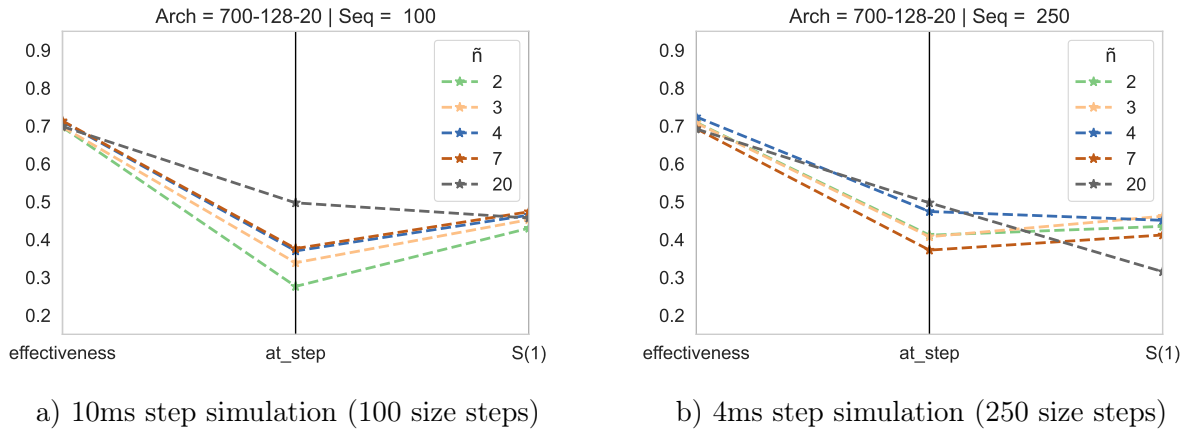 Arch = 700-128-20 | Seq =  100
0.9
0.8
0.7
0.6
0.5
0.4
0.3
0.2
ñ
2
3
4
7
20
effectiveness
at_step
S(1)
a) 10ms step simulation (100 size steps)
Arch = 700-128-20 | Seq =  250
0.9
0.8
0.7
0.6
0.5
0.4
0.3
0.2
ñ
2
3
4
7
20
effectiveness
at_step
S(1)
b) 4ms step simulation (250 size steps)